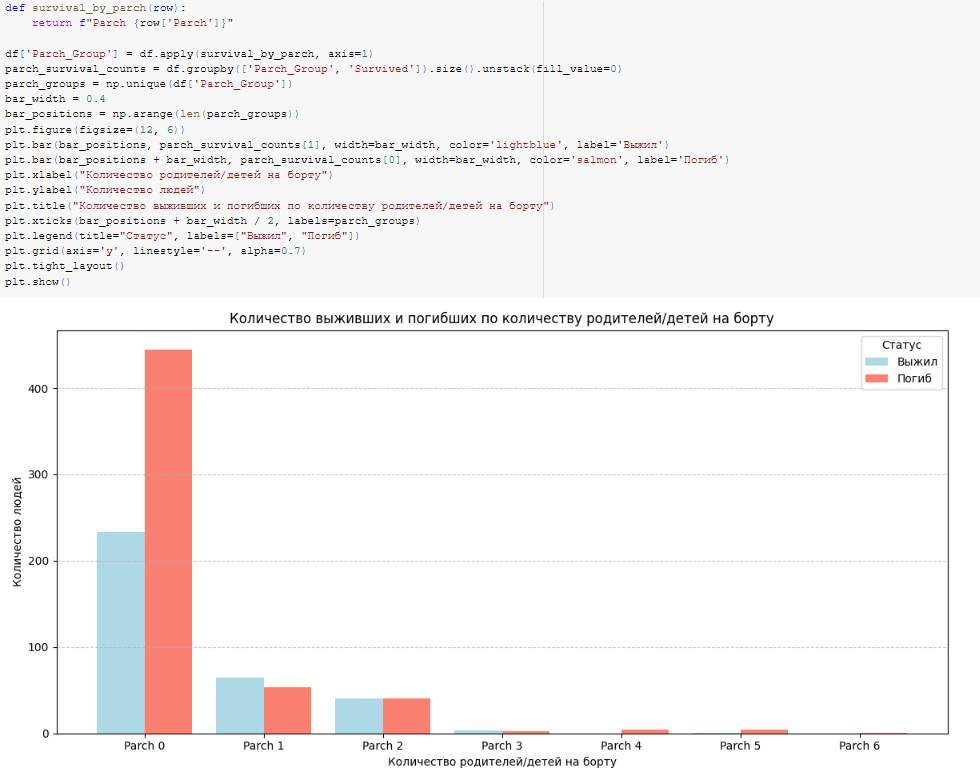 def survival_by_parch(row):
    return f"Parch {row['Parch']}"
df['Parch_Group'] = df.apply(survival_by_parch, axis=1)
parch_survival_counts = df.groupby(['Parch_Group', 'Survived']).size().unstack(fill_value=0)
parch_groups = np.unique(df['Parch_Group'])
bar_width = 0.4
bar_positions = np.arange(len(parch_groups))
plt.figure(figsize=(12, 6))
plt.bar(bar_positions, parch_survival_counts[1], width=bar_width, color='lightblue', label='Выжил')
plt.bar(bar_positions + bar_width, parch_survival_counts[0], width=bar_width, color='salmon', label='Погиб')
plt.xlabel("Количество родителей/детей на борту")
plt.ylabel("Количество людей")
plt.title("Количество выживших и погибших по количеству родителей/детей на борту")
plt.xticks(bar_positions + bar_width / 2, labels=parch_groups)
plt.legend(title="Статус", labels=["Выжил", "Погиб"])
plt.grid(axis='y', linestyle='--', alpha=0.7)
plt.tight_layout()
plt.show()
Количество выживших и погибших по количеству родителей/детей на борту
Статус
Выжил
Погиб
Количество людей
400
300
200
100
0
Parch 0 Parch 1 Parch 2 Parch 3 Parch 4 Parch 5 Parch 6
Количество родителей/детей на борту